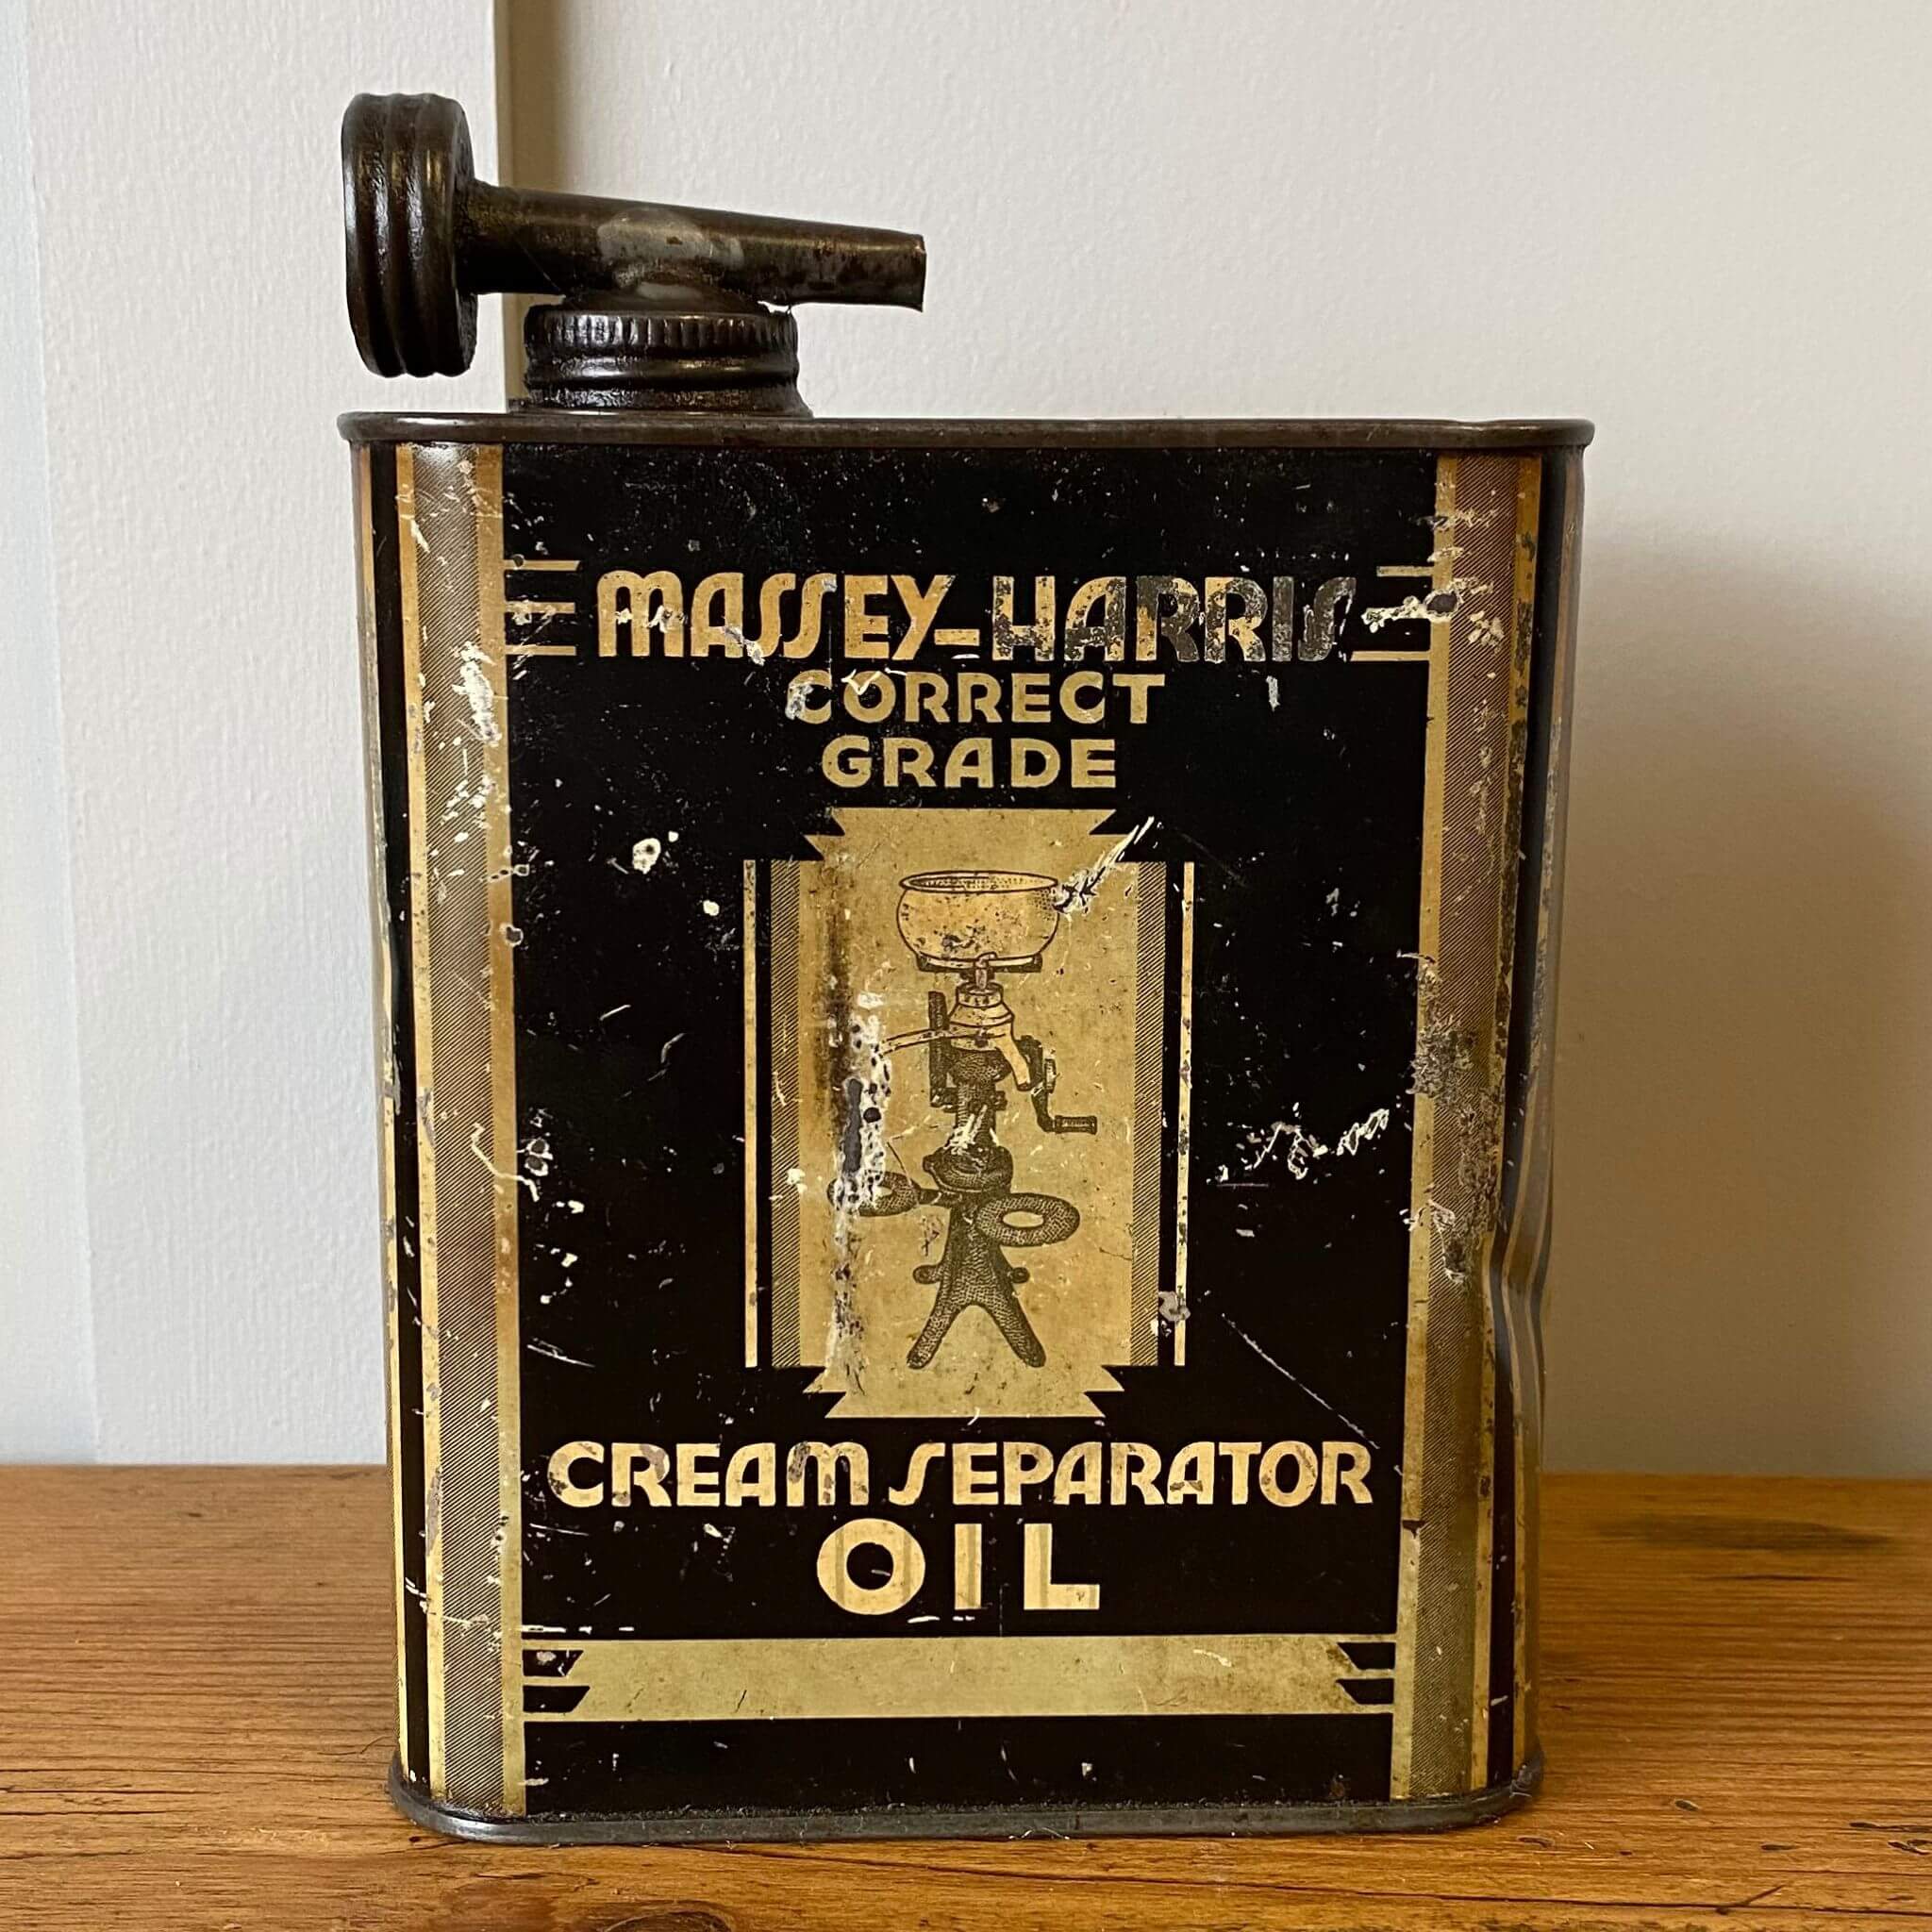 MASSEY-HARRIS
CORRECT
GRADE
CREAM SEPARATOR
OIL